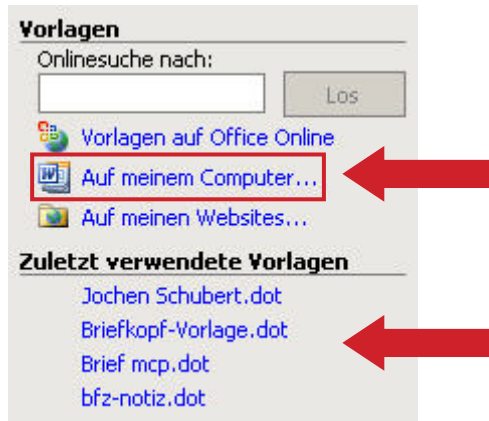 Vorlagen
Onlinesuche nach:
Los
Vorlagen auf Office Online
Auf meinem Computer...
Auf meinen Websites...
Zuletzt verwendete Vorlagen
Jochen Schubert.dot
Briefkopf-Vorlage.dot
Brief mcp.dot
bfz-notiz.dot